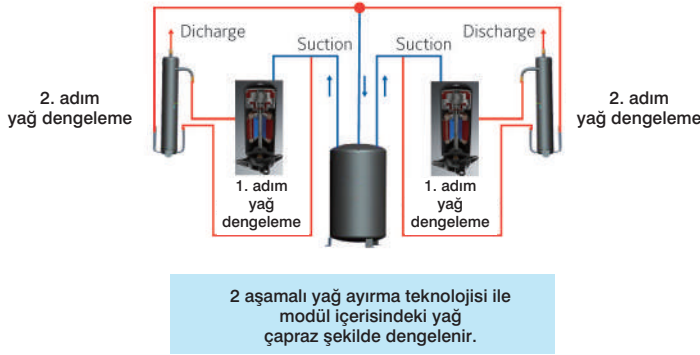 Dicharge
Suction
Suction
Discharge
2. adım
yağ dengeleme
2. adım
yağ dengeleme
1. adım
yağ
dengeleme
1. adım
yağ
dengeleme
2 aşamalı yağ ayırma teknolojisi ile
modül içerisindeki yağ
çapraz şekilde dengelenir.